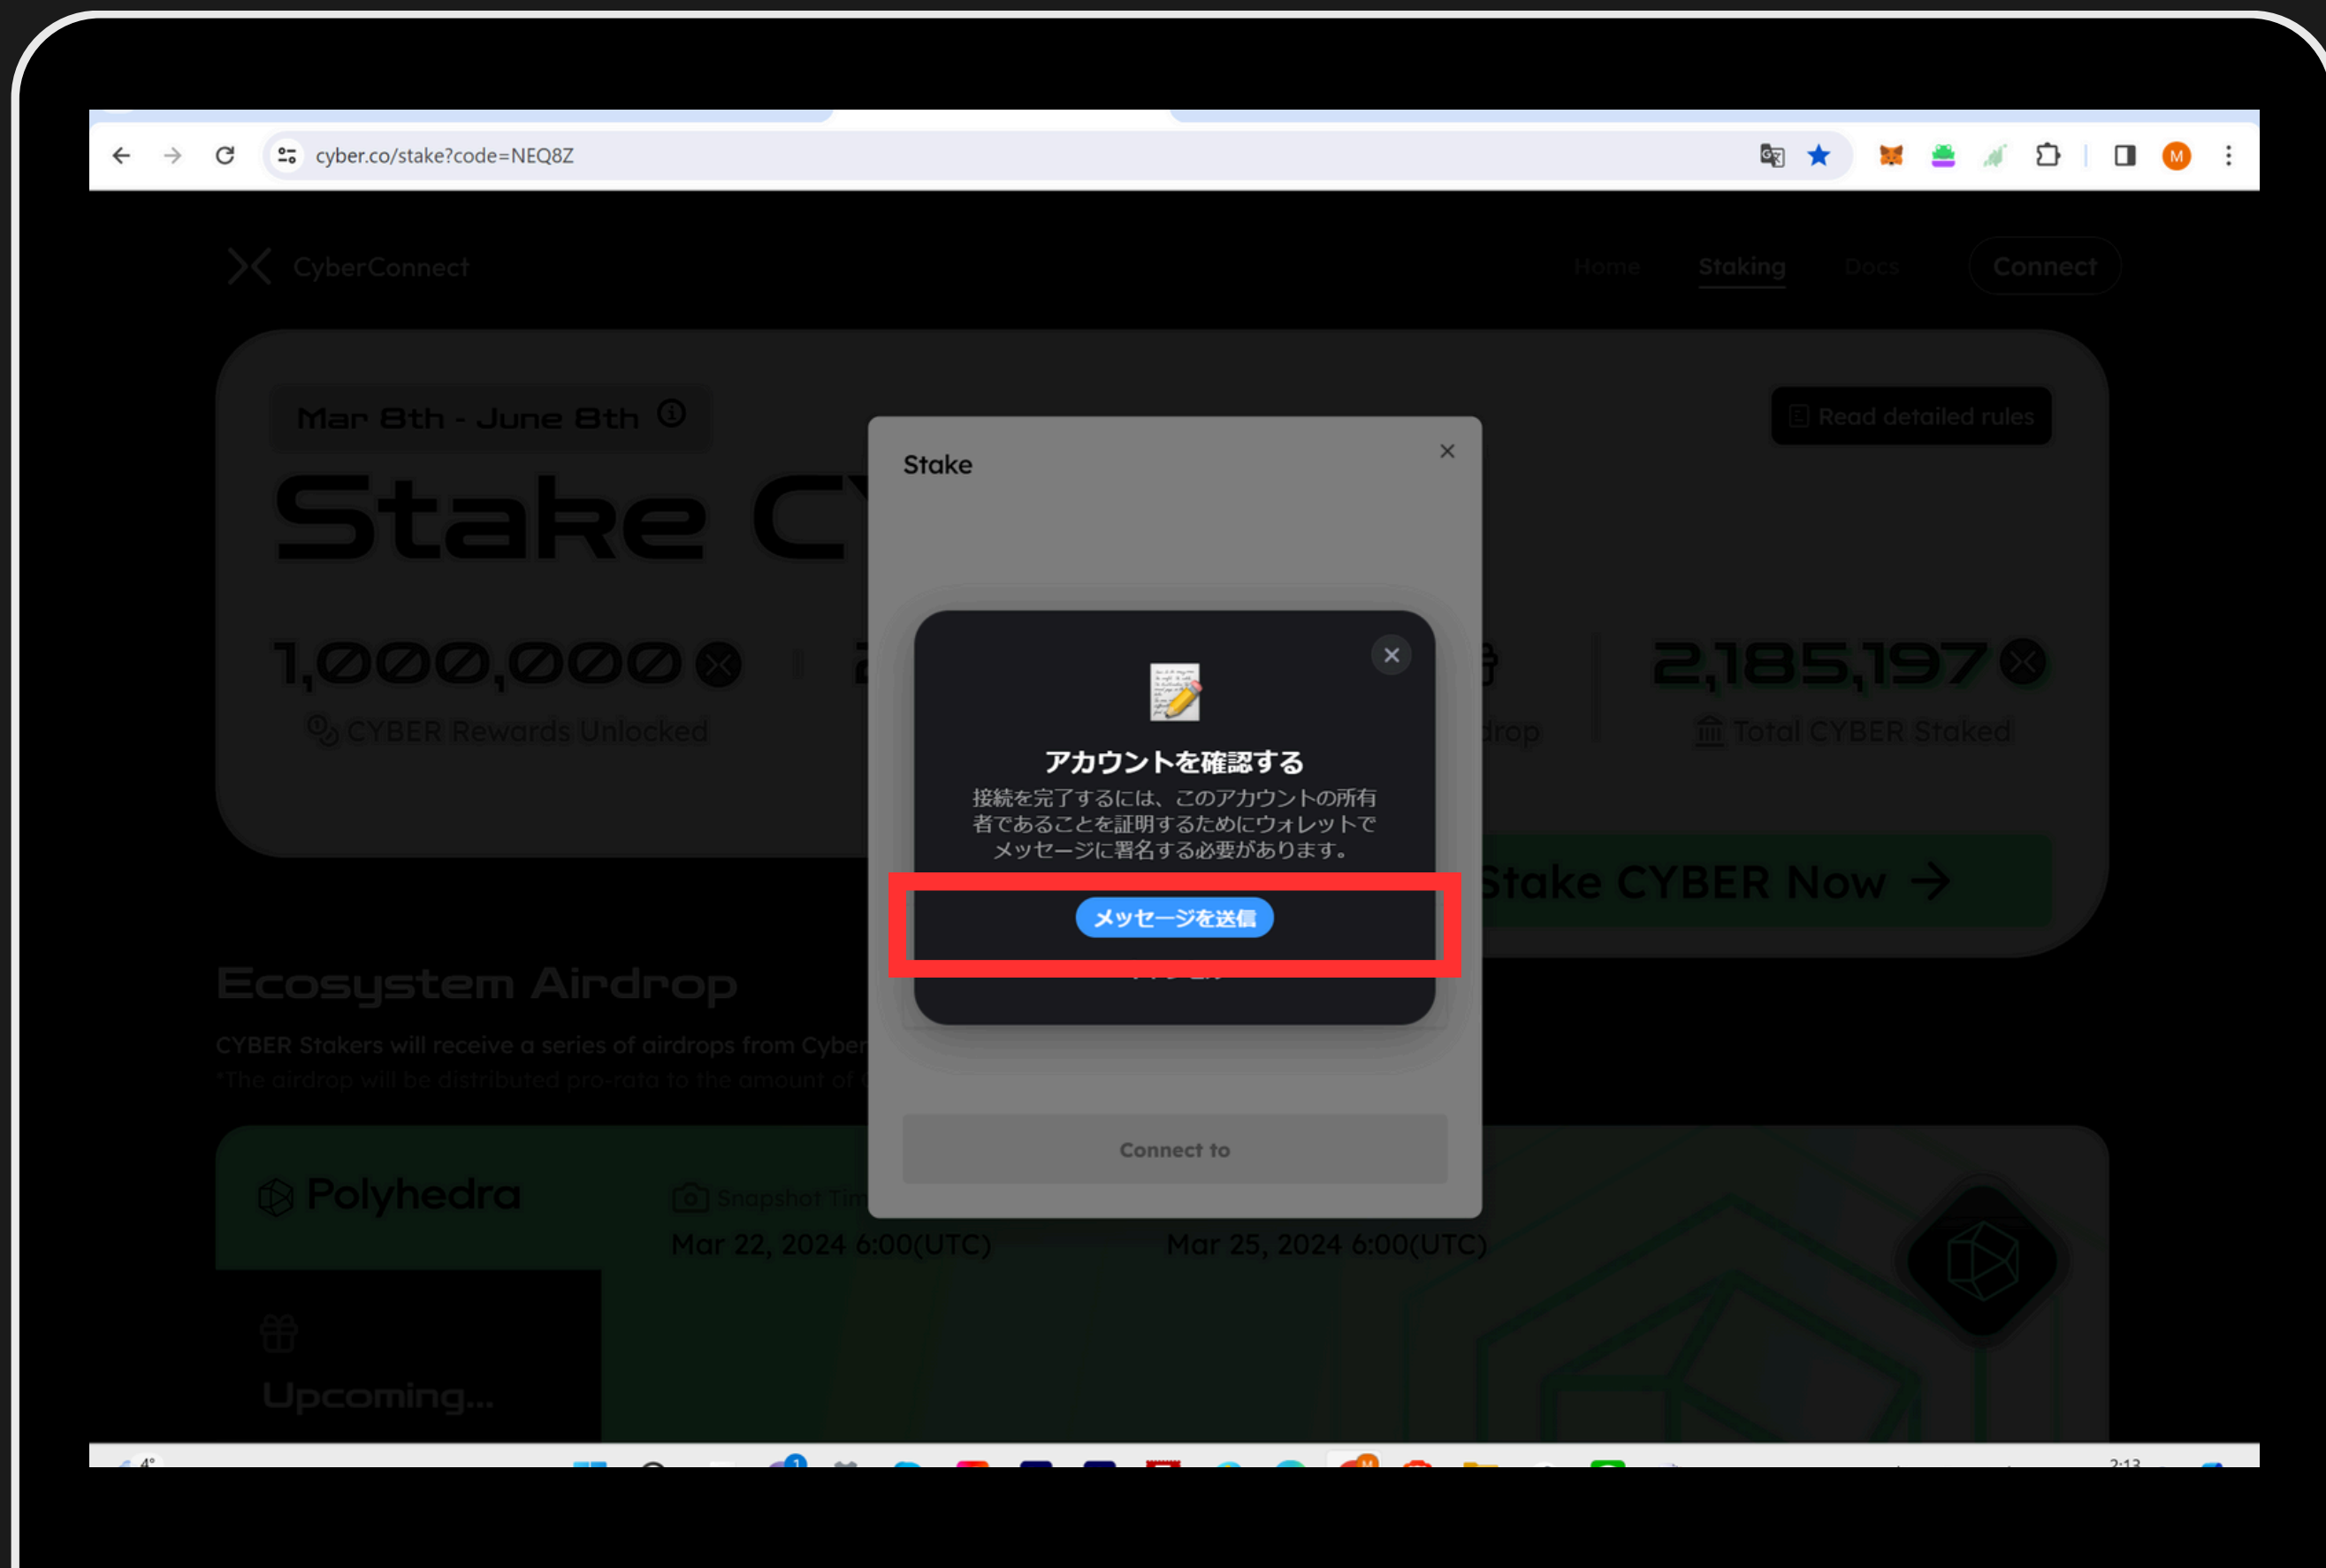 cyber.co/stake?code=NEQ8Z
M
CyberConnect
Home
Staking
Docs
Connect
Mar 8th - June 8th
Read detailed rules
Stake
Stake
1,000,000
CYBER Rewards Unlocked
2,185,197
Total CYBER Staked
アカウントを確認する
接続を完了するには、このアカウントの所有
者であることを証明するためにウォレットで
メッセージに署名する必要があります。
メッセージを送信
Stake CYBER Now →
Ecosystem Airdrop
CYBER Stakers will receive a series of airdrops from Cyber
*The airdrop will be distributed pro-rata to the amount of
Connect to
Polyhedra
Snapshot
Mar 22, 2024 6:00(UTC)
Mar 25, 2024 6:00(UTC)
Upcoming...
4°
1
M
2:13